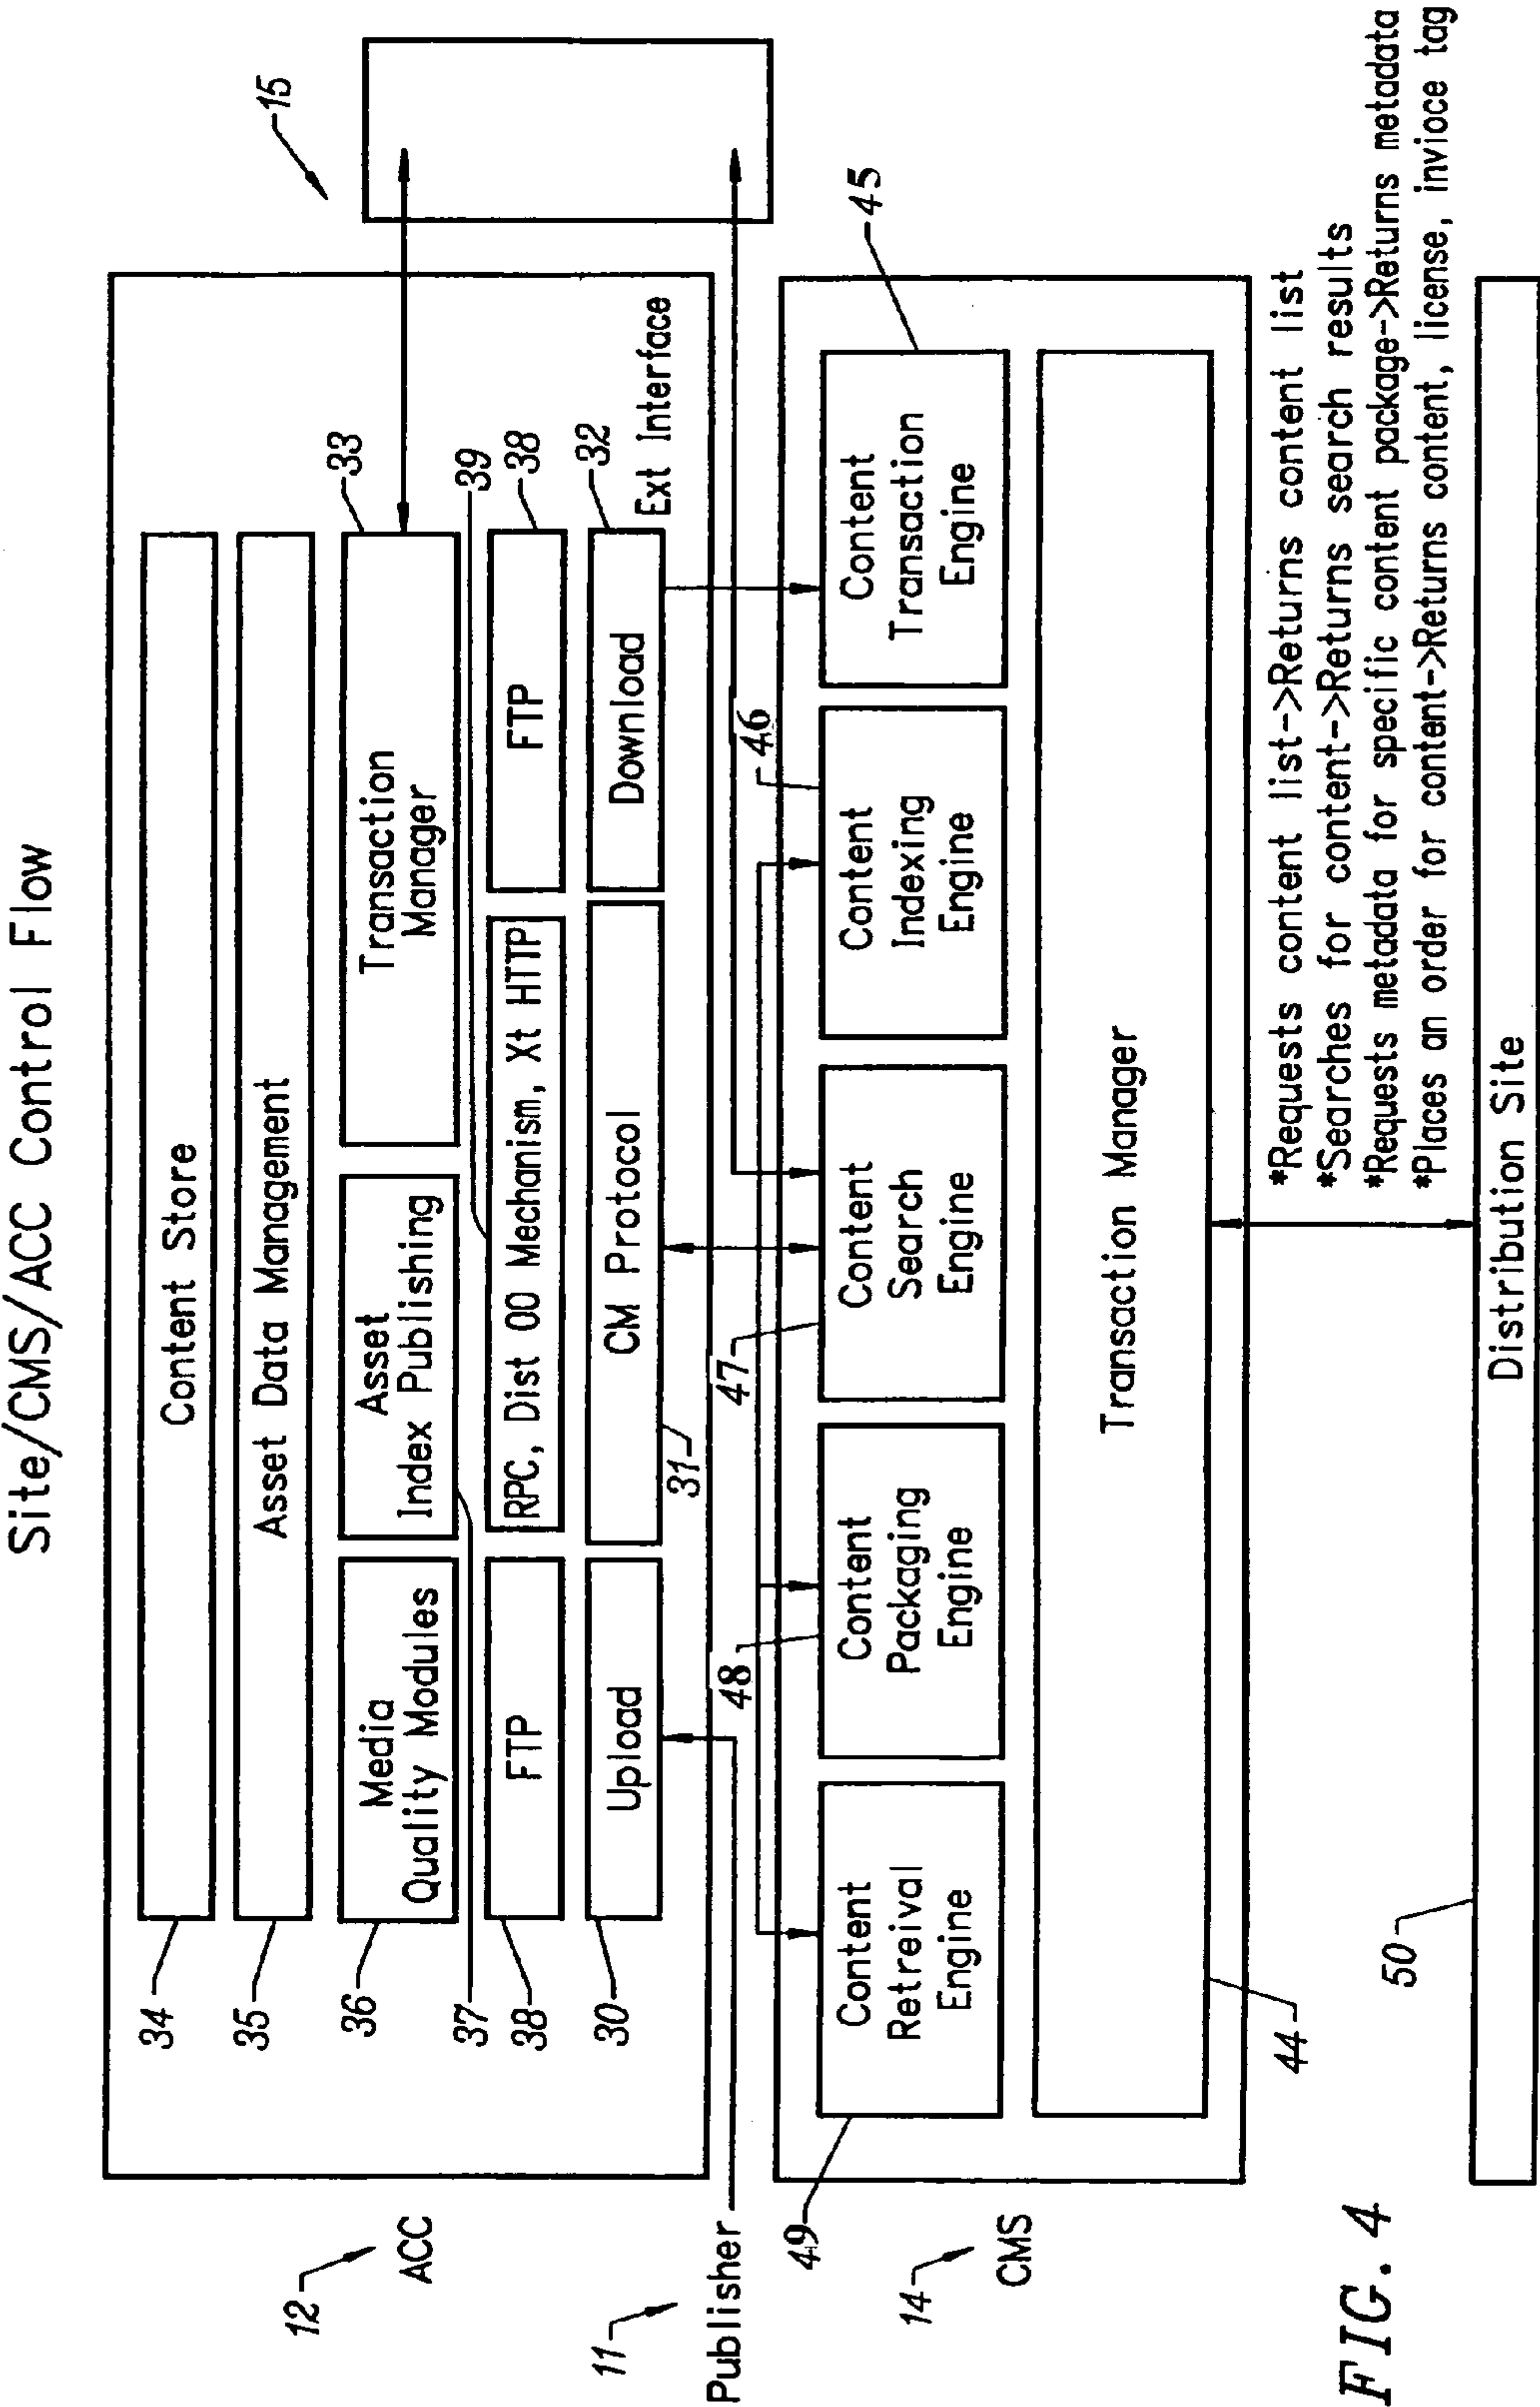 Site/CMS/ACC Control Flow
12
ACC
34
Content Store
35
Asset Data Management
36
Media
Quality Modules
37
Asset
Index Publishing
Transaction
Manager
33
39
38
FTP
RPC, Dist OO Mechanism, Xt HTTP
FTP
38
30
Upload
31
CM Protocol
Download
32
Ext Interface
15
11
Publisher
14
CMS
49
Content
Retreival
Engine
48
Content
Packaging
Engine
47
Content
Search
Engine
46
Content
Indexing
Engine
45
Content
Transaction
Engine
44
Transaction Manager
*Requests content list->Returns content list
*Searches for content->Returns search results
*Requests metadata for specific content package->Returns metadata
*Places an order for content->Returns content, license, invioce tag
50
Distribution Site
FIG. 4